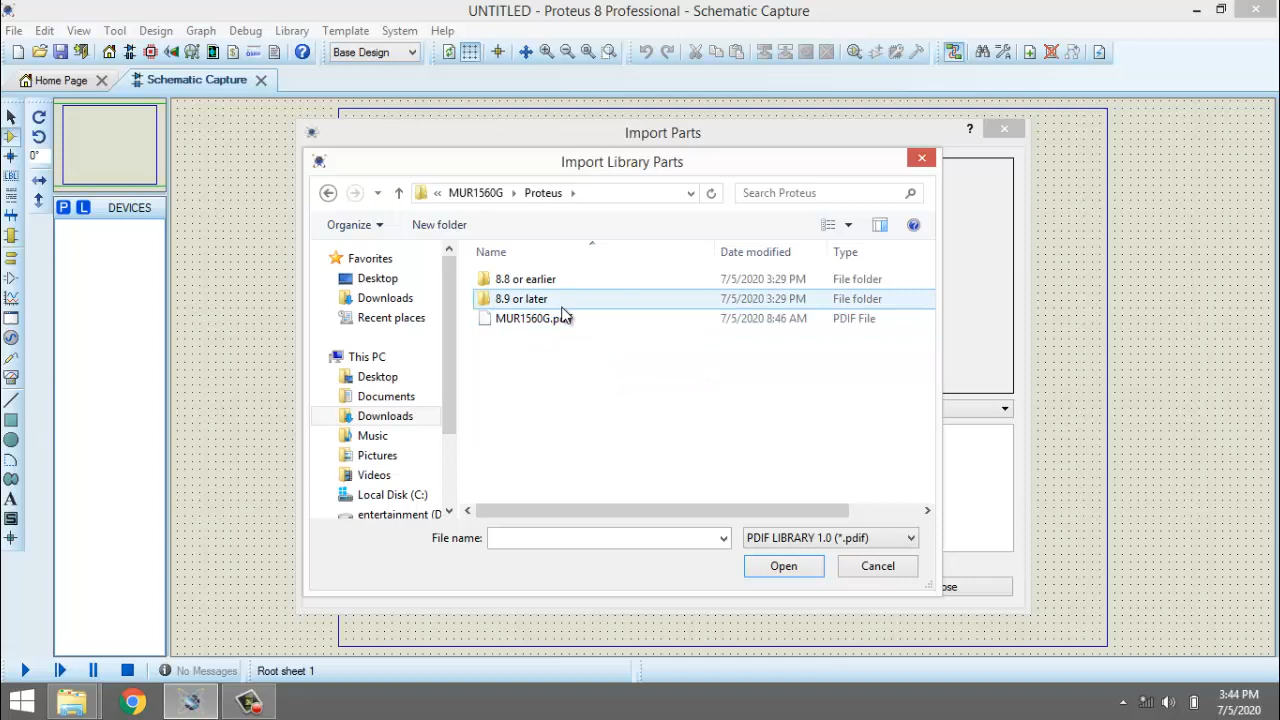 UNTITLED - Proteus 8 Professional - Schematic Capture
File Edit View Tool Design Graph Debug Library Template System Help
Base Design
Home Page
Schematic Capture
0°
LBL
P L DEVICES
Import Parts
?
Import Library Parts
« MUR1560G Proteus
Search Proteus
Organize New folder
Name Date modified Type
Favorites
Desktop
Downloads
Recent places
This PC
Desktop
Documents
Downloads
Music
Pictures
Videos
Local Disk (C:)
entertainment (D
8.8 or earlier 7/5/2020 3:29 PM File folder
8.9 or later 7/5/2020 3:29 PM File folder
7/5/2020 8:46 AM PDIF File
File name:
PDIF LIBRARY 1.0 (*.pdif)
Open Cancel
A
No Messages
Root sheet 1
3:44 PM
7/5/2020